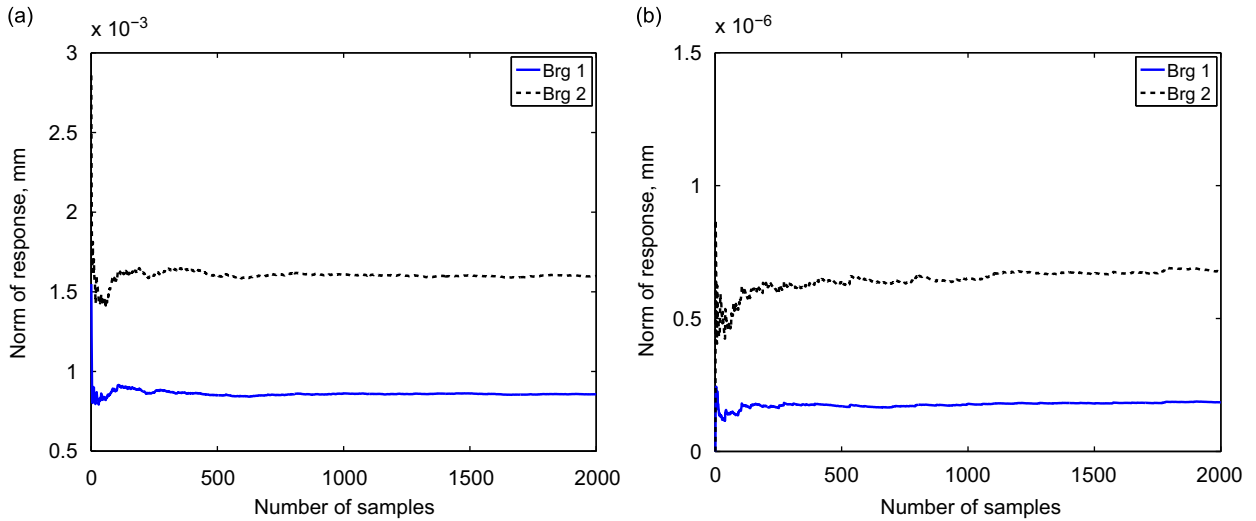 (a)
x 10−3
3
2.5
2
1.5
1
0.5
0 500 1000 1500 2000
Norm of response, mm
Number of samples
Brg 1
Brg 2
(b)
x 10−6
1.5
1
0.5
0
0 500 1000 1500 2000
Norm of response, mm
Number of samples
Brg 1
Brg 2